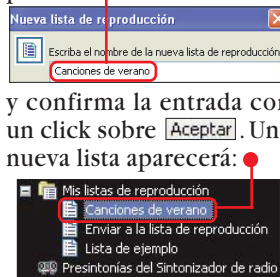 Nueva lista de reproducción
Escriba el nombre de la nueva lista de reproducción
Canciones de verano
y confirma la entrada con
un click sobre Aceptar. Una
nueva lista aparecerá:
Mis listas de reproducción
Canciones de verano
Enviar a la lista de reproducción
Lista de ejemplo
Presintonías del Sintonizador de radio